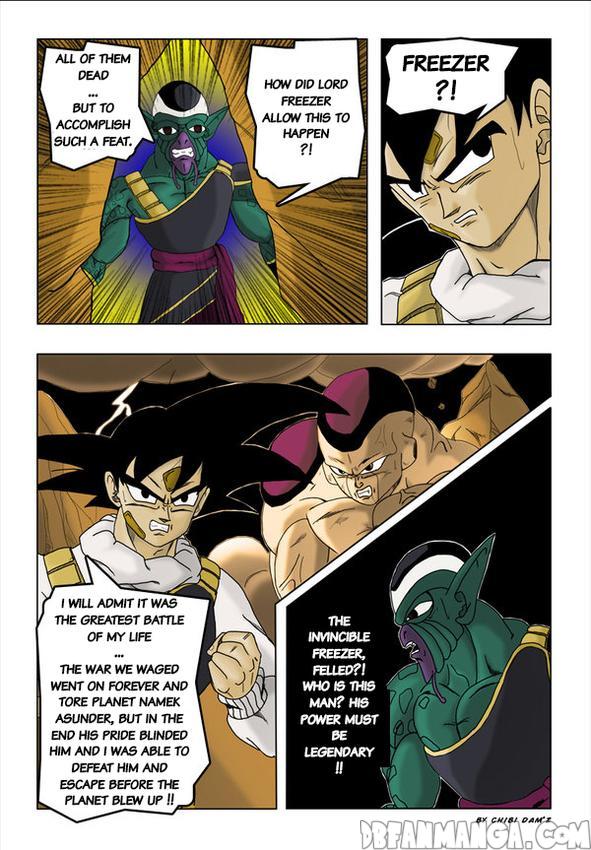 ALL OF THEM
DEAD
...
BUT TO
ACCOMPLISH
SUCH A FEAT.
HOW DID LORD
FREEZER
ALLOW THIS TO
HAPPEN
?!
FREEZER
?!
I WILL ADMIT IT WAS
THE GREATEST BATTLE
OF MY LIFE
...
THE WAR WE WAGED
WENT ON FOREVER AND
TORE PLANET NAMEK
ASUNDER, BUT IN THE
END HIS PRIDE BLINDED
HIM AND I WAS ABLE TO
DEFEAT HIM AND
ESCAPE BEFORE THE
PLANET BLEW UP !!
THE
INVINCIBLE
FREEZER,
FELLED?!
WHO IS THIS
MAN? HIS
POWER MUST
BE
LEGENDARY
!!
BY CHIBI DAM'Z
DBFANMANGA.COM